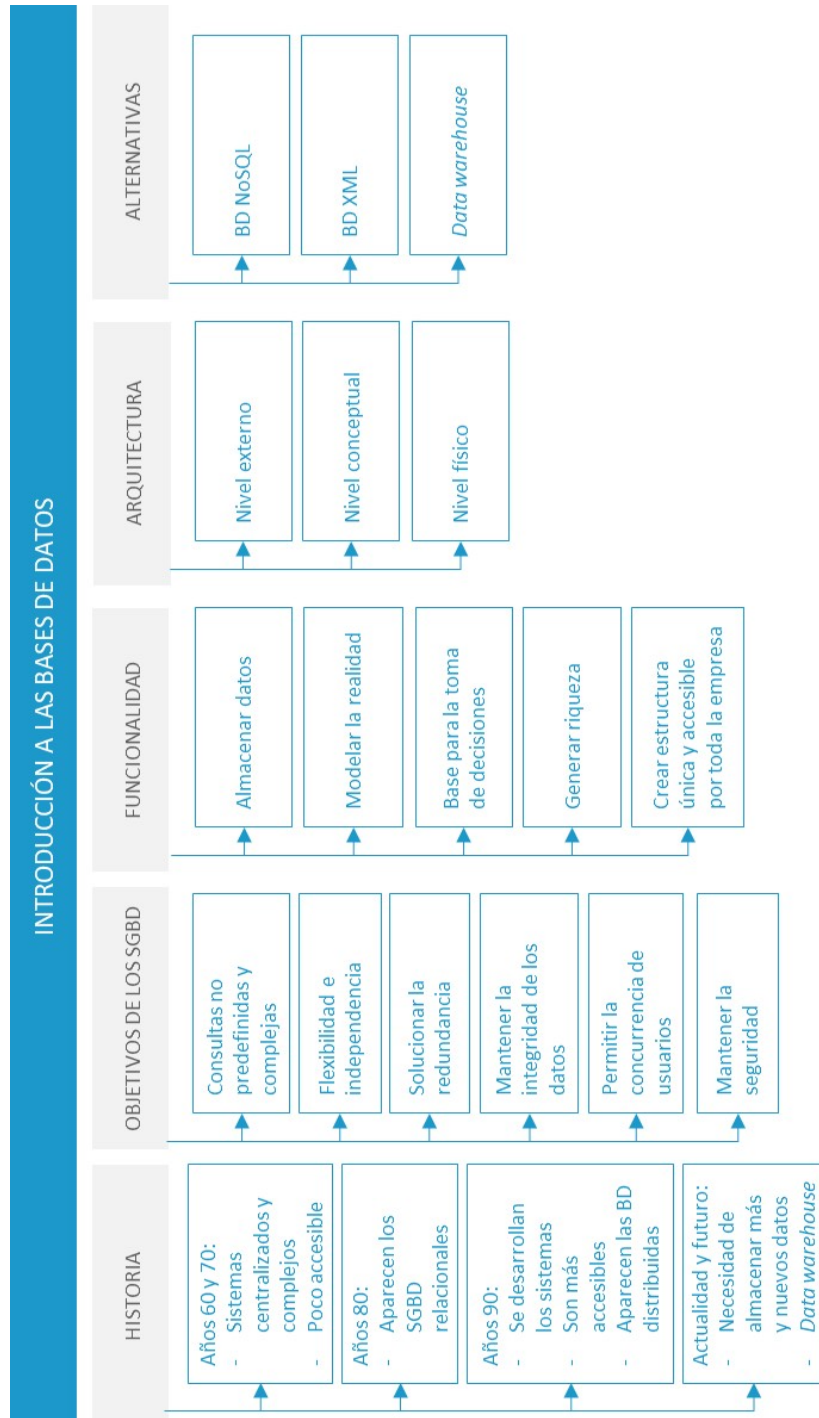 INTRODUCCIÓN A LAS BASES DE DATOS
HISTORIA
Años 60 y 70:
- Sistemas
centralizados y
complejos
- Poco accesible
Años 80:
- Aparecen los
SGBD
relacionales
Años 90:
- Se desarrollan
los sistemas
- Son más
accesibles
- Aparecen las BD
distribuidas
Actualidad y futuro:
- Necesidad de
almacenar más
y nuevos datos
- Data warehouse
OBJETIVOS DE LOS SGBD
Consultas no
predefinidas y
complejas
Flexibilidad e
independencia
Solucionar la
redundancia
Mantener la
integridad de los
datos
Permitir la
concurrencia de
usuarios
Mantener la
seguridad
FUNCIONALIDAD
Almacenar datos
Modelar la realidad
Base para la toma
de decisiones
Generar riqueza
Crear estructura
única y accesible
por toda la empresa
ARQUITECTURA
Nivel externo
Nivel conceptual
Nivel físico
ALTERNATIVAS
BD NoSQL
BD XML
Data warehouse